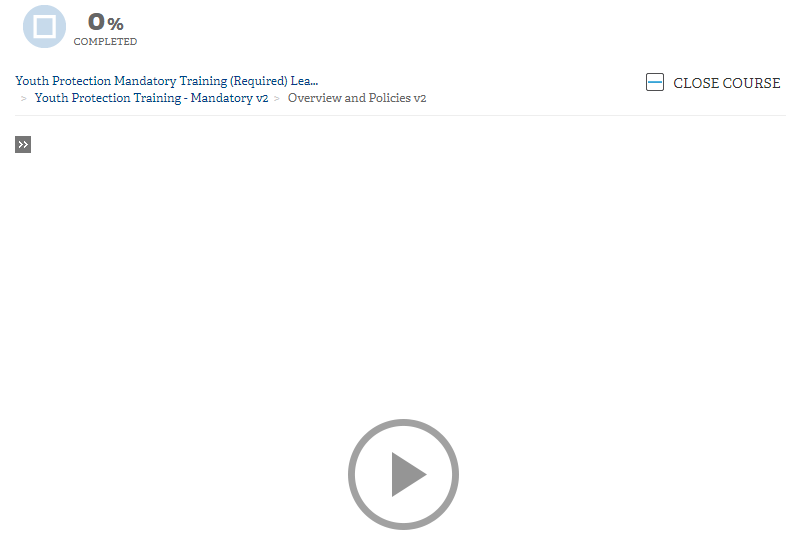 0%
COMPLETED
Youth Protection Mandatory Training (Required) Lea...
> Youth Protection Training - Mandatory v2 > Overview and Policies v2
CLOSE COURSE